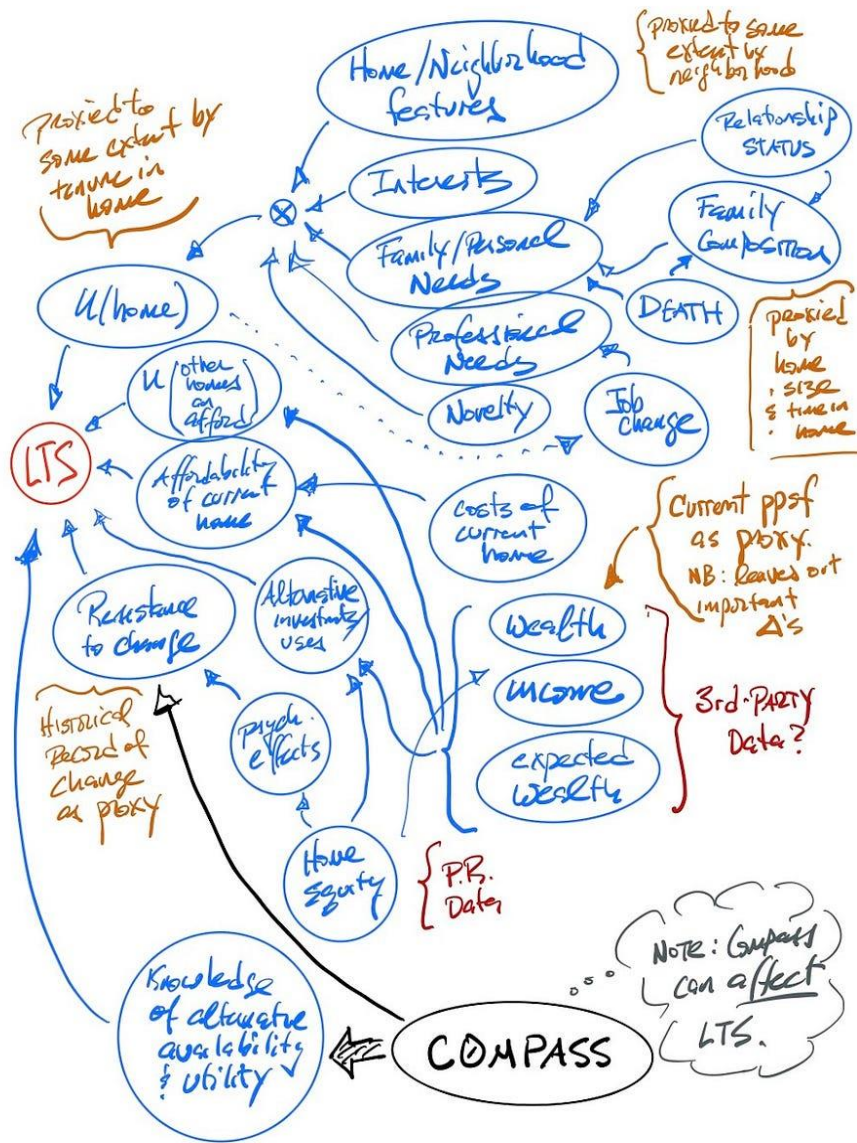 Home/Neighborhood
features
{proxied to some
extent by
neighborhood
proxied to
some extent by
tenure in
home
Relationship
STATUS
Interests
Family
Composition
Family/Personal
Needs
U(home)
DEATH
Professional
Needs
proxied
by
home
size
& time in
home
U(other
homes
can
afford)
Novelty
Job
change
LTS
Affordability
of current
home
costs of
current
home
Current ppsf
as proxy.
NB: leaves out
important
Δ's
Resistance
to change
Alternative
investments/
uses
Wealth
income
expected
wealth
3rd-PARTY
Data?
Historical
Record of
change
as proxy
psych.
effects
Home
Equity
P.R.
Data
Knowledge
of alternative
availability
& utility
COMPASS
NOTE: Compass
can affect
LTS.